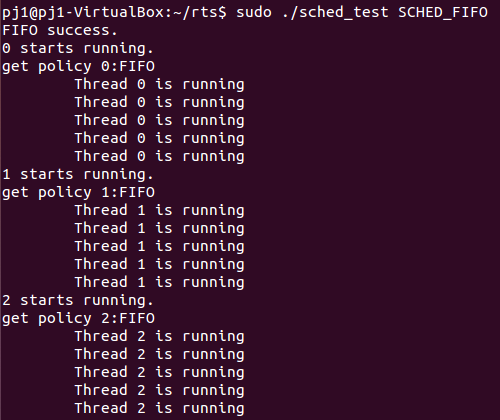 pj1@pj1-VirtualBox:~/rts$ sudo ./sched_test SCHED_FIFO
FIFO success.
0 starts running.
get policy 0:FIFO
Thread 0 is running
Thread 0 is running
Thread 0 is running
Thread 0 is running
Thread 0 is running
1 starts running.
get policy 1:FIFO
Thread 1 is running
Thread 1 is running
Thread 1 is running
Thread 1 is running
Thread 1 is running
2 starts running.
get policy 2:FIFO
Thread 2 is running
Thread 2 is running
Thread 2 is running
Thread 2 is running
Thread 2 is running